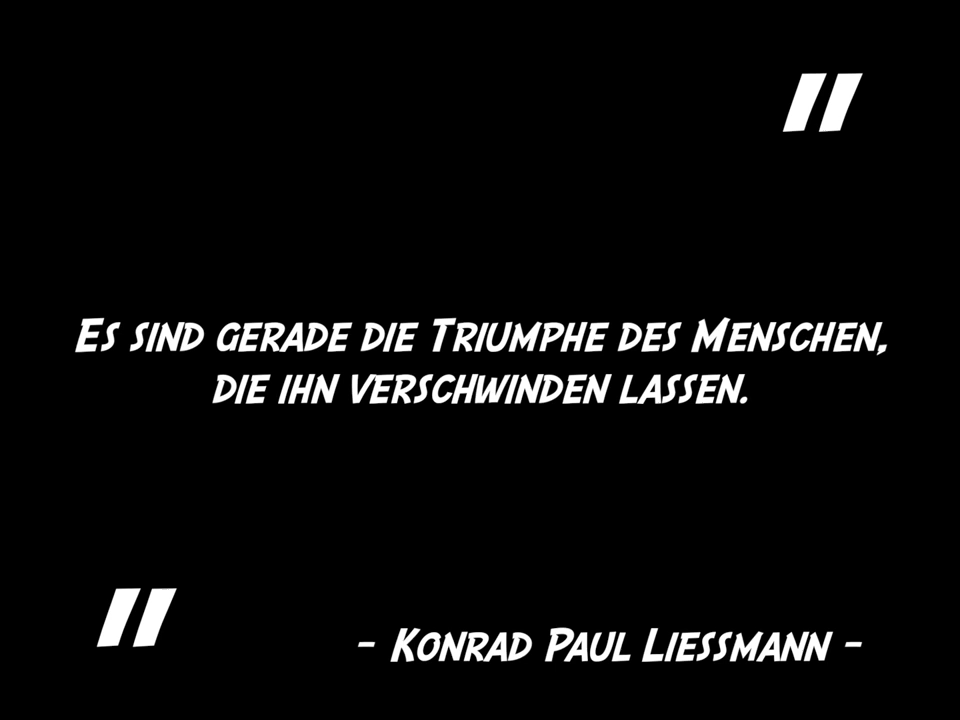 "
Es sind gerade die Triumphe des Menschen,
die ihn verschwinden lassen.
"
- Konrad Paul Liessmann -